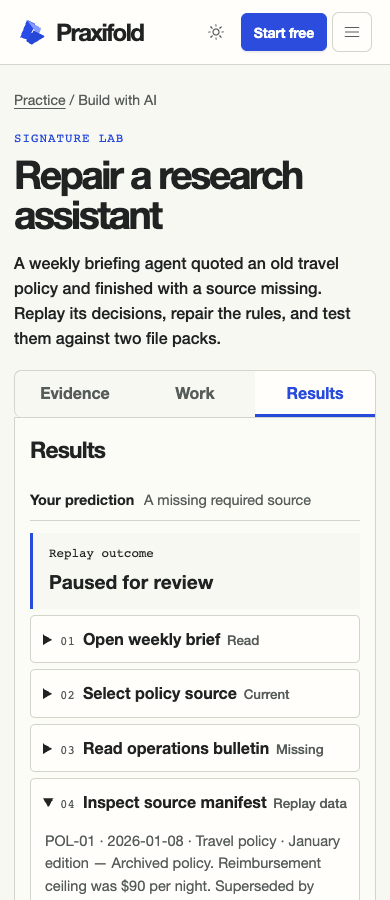 Praxifold
Start free
Practice / Build with AI
SIGNATURE LAB
Repair a research
assistant
A weekly briefing agent quoted an old travel
policy and finished with a source missing.
Replay its decisions, repair the rules, and test
them against two file packs.
Evidence Work Results
Results
Your prediction A missing required source
Replay outcome
Paused for review
01 Open weekly brief Read
02 Select policy source Current
03 Read operations bulletin Missing
04 Inspect source manifest Replay data
POL-01 · 2026-01-08 · Travel policy · January
edition — Archived policy. Reimbursement
ceiling was $90 per night. Superseded by